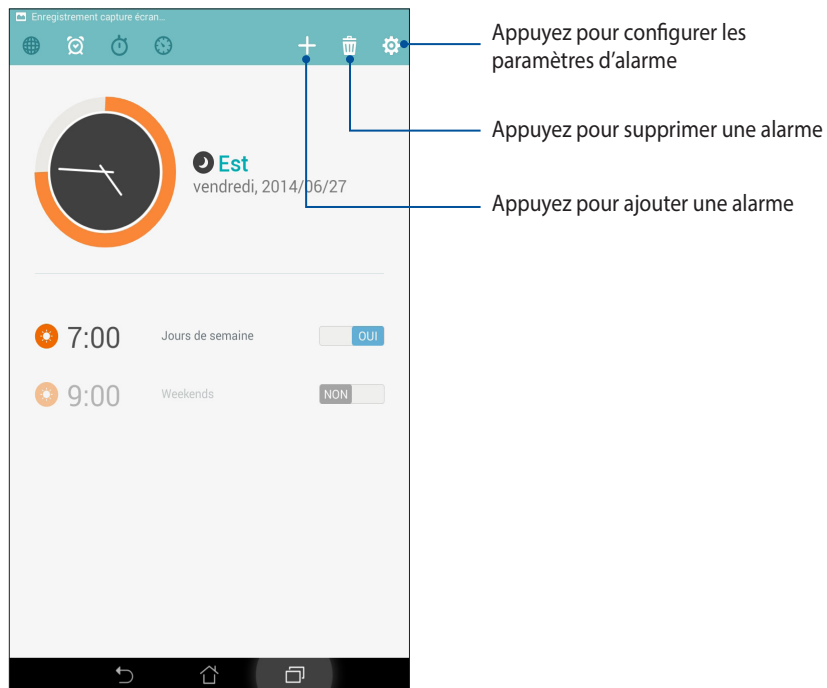 Enregistrement capture écran...
Appuyez pour configurer les
paramètres d'alarme
Appuyez pour supprimer une alarme
Est
vendredi, 2014/06/27
Appuyez pour ajouter une alarme
7:00 Jours de semaine OUI
9:00 Weekends NON